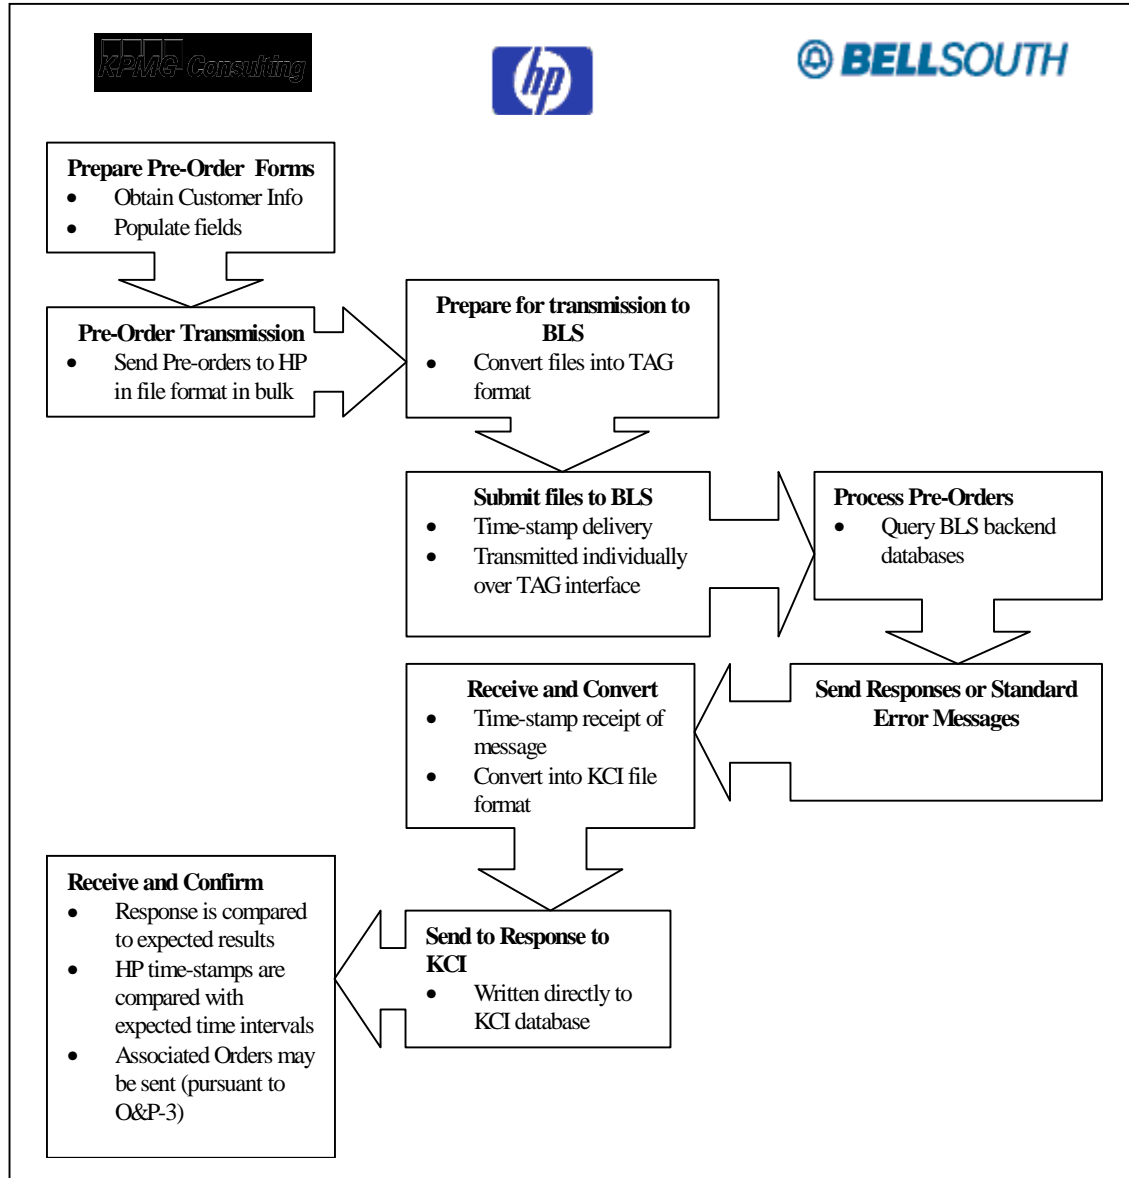 KPMG Consulting
hp
BELLSOUTH
Prepare Pre-Order Forms
• Obtain Customer Info
• Populate fields
Pre-Order Transmission
• Send Pre-orders to HP
in file format in bulk
Prepare for transmission to
BLS
• Convert files into TAG
format
Submit files to BLS
• Time-stamp delivery
• Transmitted individually
over TAG interface
Process Pre-Orders
• Query BLS backend
databases
Send Responses or Standard
Error Messages
Receive and Convert
• Time-stamp receipt of
message
• Convert into KCI file
format
Send to Response to
KCI
• Written directly to
KCI database
Receive and Confirm
• Response is compared
to expected results
• HP time-stamps are
compared with
expected time intervals
• Associated Orders may
be sent (pursuant to
O&P-3)